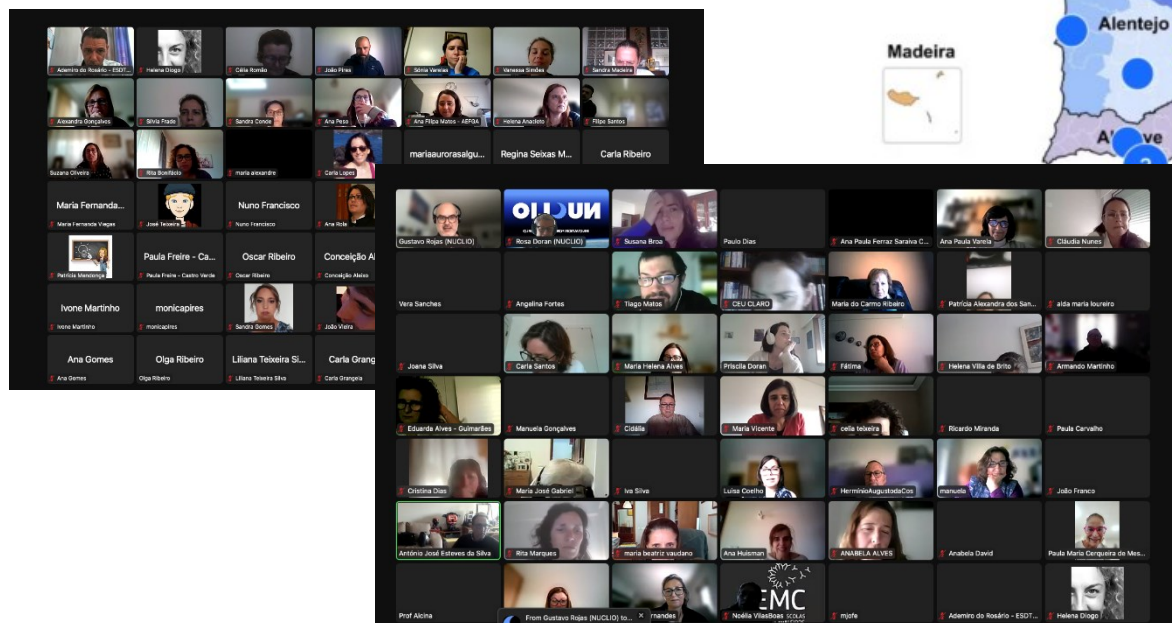 Ademiro do Rosário - ESDT...
Helena Diogo
Célia Romão
João Pires
Sónia Vareias
Vanessa Simões
Sandra Madeira
Alexandra Gonçalves
Sílvia Prado
Sandra Conde
Ana Peso
Ana Filipa Matos - AEFGA
Helena Anacleto
Filipe Santos
Suzana Oliveira
Rita Bonifácio
maria alexandre
Carla Lopes
mariaaurorasalgu...
Regina Seixas M...
Carla Ribeiro
Maria Fernanda...
Maria Fernanda Viegas
José Teixeira
Nuno Francisco
Nuno Francisco
Ana Rola
Patrícia Mendonça
Paula Freire - Ca...
Paula Freire - Castro Verde
Oscar Ribeiro
Oscar Ribeiro
Conceição Al
Conceição Aleixo
Ivone Martinho
Ivone Martinho
monicapires
monicapires
Sandra Gomes
João Vieira
Ana Gomes
Ana Gomes
Olga Ribeiro
Olga Ribeiro
Liliana Teixeira Si...
Liliana Teixeira Silva
Carla Grang
Carla Grangeia
Madeira
Alentejo
Gustavo Rojas (NUCLIO)
Rosa Doran (NUCLIO)
Susana Broa
Paulo Dias
Ana Paula Ferraz Saraiva C...
Ana Paula Varela
Cláudia Nunes
Vera Sanches
Angelina Fortes
Tiago Matos
CEU CLARO
Maria do Carmo Ribeiro
Patrícia Alexandra dos San...
alda maria loureiro
Joana Silva
Carla Santos
Maria Helena Alves
Priscila Doran
Fátima
Helena Villa de Brito
Armando Martinho
Eduarda Alves - Guimarães
Manuela Gonçalves
Cidália
Maria Vicente
celia teixeira
Ricardo Miranda
Paula Carvalho
Cristina Dias
Maria José Gabriel
Iva Silva
Luisa Coelho
HermínioAugustodaCos
manuela
João Franco
António José Esteves da Silva
Rita Marques
maria beatriz vaudano
Ana Huisman
ANABELA ALVES
Anabela David
Paula Maria Cerqueira de Mes...
Prof Alcina
From Gustavo Rojas (NUCLIO) to...
rnandes
EMC
Noélia VilasBoas
mjofe
Ademiro do Rosário - ESDT...
Helena Diogo